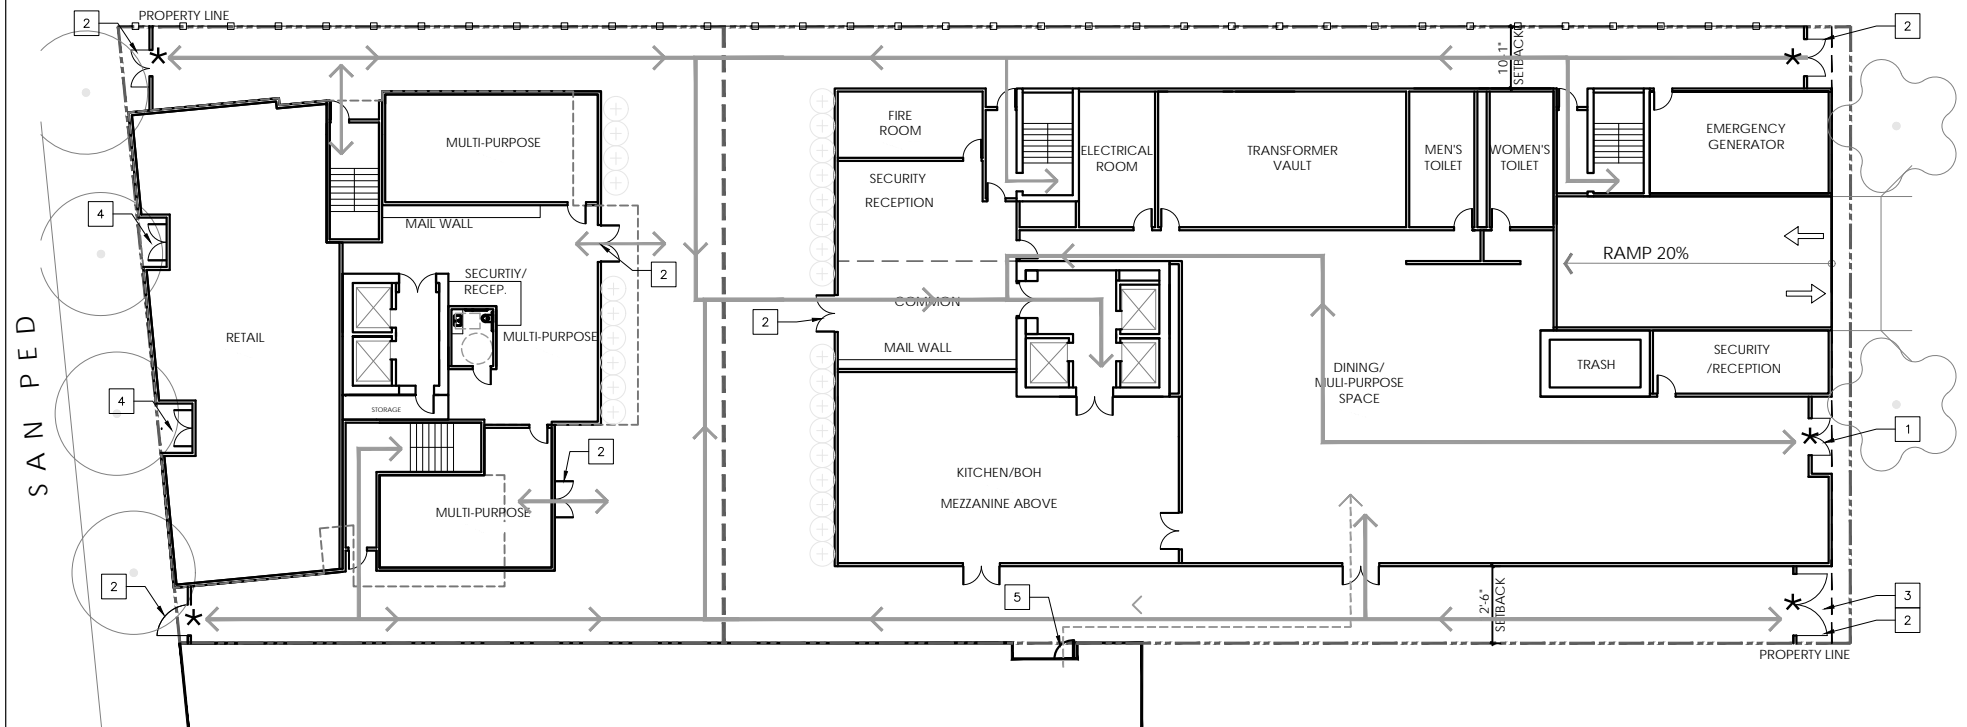 PROPERTY LINE
2
2
10'-1"
SETBACK
FIRE
ROOM
MULTI-PURPOSE
ELECTRICAL
ROOM
TRANSFORMER
VAULT
MEN'S
TOILET
WOMEN'S
TOILET
EMERGENCY
GENERATOR
SECURITY
RECEPTION
4
MAIL WALL
2
SECURTIY/
RECEP.
RAMP 20%
COMMON
2
RETAIL
MULTI-PURPOSE
MAIL WALL
TRASH
SECURITY
/RECEPTION
DINING/
MULI-PURPOSE
SPACE
SAN PED
4
STORAGE
1
2
KITCHEN/BOH
MEZZANINE ABOVE
MULTI-PURPOSE
2
5
2'-6"
SETBACK
3
2
PROPERTY LINE